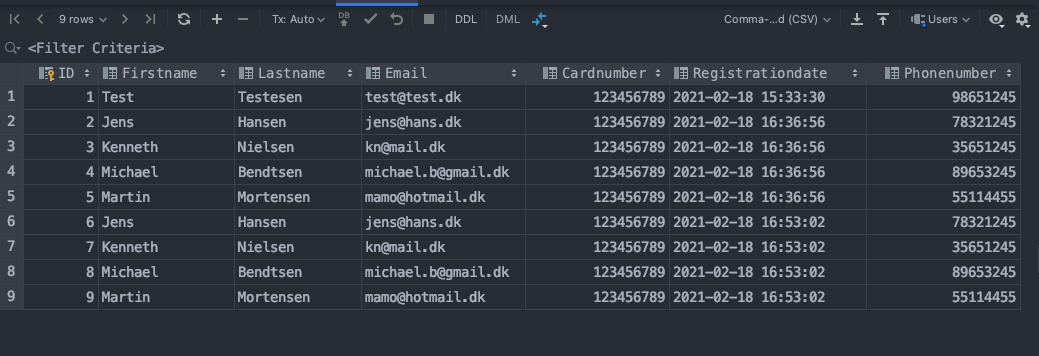 9 rows Tx: Auto DB DDL DML Comma-...d (CSV) Users
<Filter Criteria>
ID Firstname Lastname Email Cardnumber Registrationdate Phonenumber
1 1 Test Testesen test@test.dk 123456789 2021-02-18 15:33:30 98651245
2 2 Jens Hansen jens@hans.dk 123456789 2021-02-18 16:36:56 78321245
3 3 Kenneth Nielsen kn@mail.dk 123456789 2021-02-18 16:36:56 35651245
4 4 Michael Bendtsen michael.b@gmail.dk 123456789 2021-02-18 16:36:56 89653245
5 5 Martin Mortensen mamo@hotmail.dk 123456789 2021-02-18 16:36:56 55114455
6 6 Jens Hansen jens@hans.dk 123456789 2021-02-18 16:53:02 78321245
7 7 Kenneth Nielsen kn@mail.dk 123456789 2021-02-18 16:53:02 35651245
8 8 Michael Bendtsen michael.b@gmail.dk 123456789 2021-02-18 16:53:02 89653245
9 9 Martin Mortensen mamo@hotmail.dk 123456789 2021-02-18 16:53:02 55114455